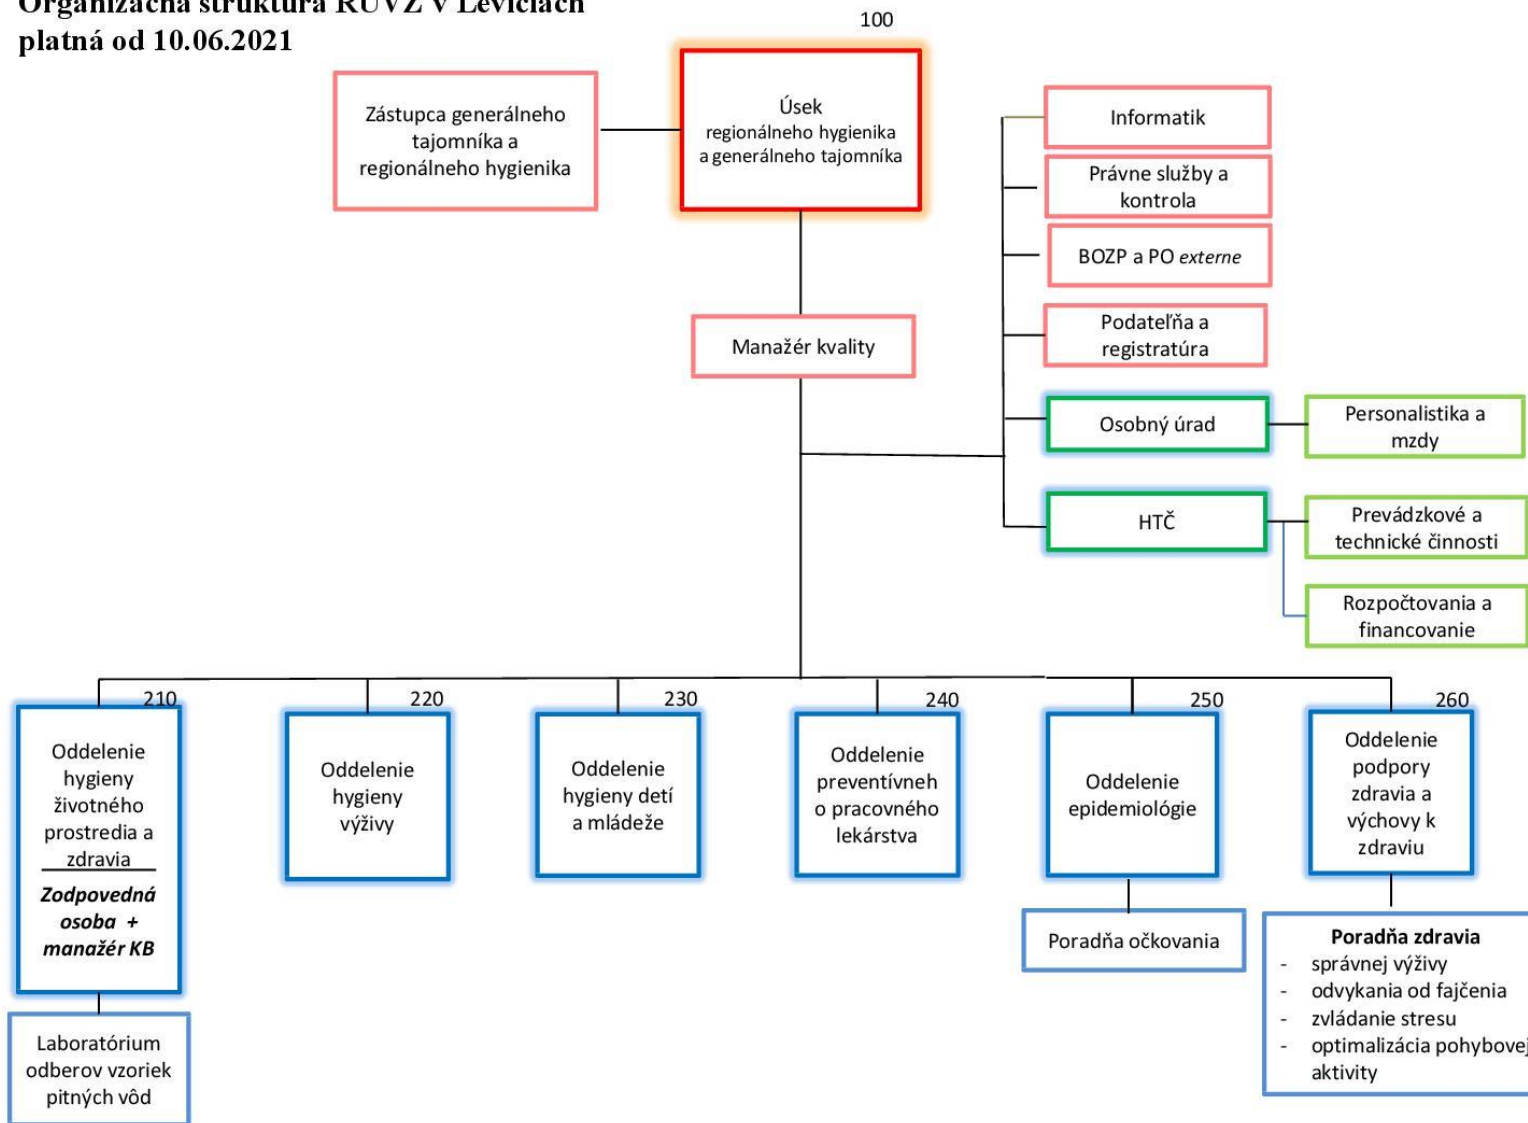 Organizačná štruktúra RÚVZ v Leviciach
platná od 10.06.2021
100
Zástupca generálneho
tajomníka a
regionálneho hygienika
Úsek
regionálneho hygienika
a generálneho tajomníka
Informatik
Právne služby a
kontrola
BOZP a PO externe
Podateľňa a
registratúra
Manažér kvality
Osobný úrad
Personalistika a
mzdy
HTČ
Prevádzkové a
technické činnosti
Rozpočtovania a
financovanie
210
Oddelenie
hygieny
životného
prostredia a
zdravia
Zodpovedná
osoba +
manažér KB
Laboratórium
odberov vzoriek
pitných vôd
220
Oddelenie
hygieny
výživy
230
Oddelenie
hygieny detí
a mládeže
240
Oddelenie
preventívneh
o pracovného
lekárstva
250
Oddelenie
epidemiológie
Poradňa očkovania
260
Oddelenie
podpory
zdravia a
výchovy k
zdraviu
Poradňa zdravia
- správnej výživy
- odvykania od fajčenia
- zvládanie stresu
- optimalizácia pohybovej
aktivity